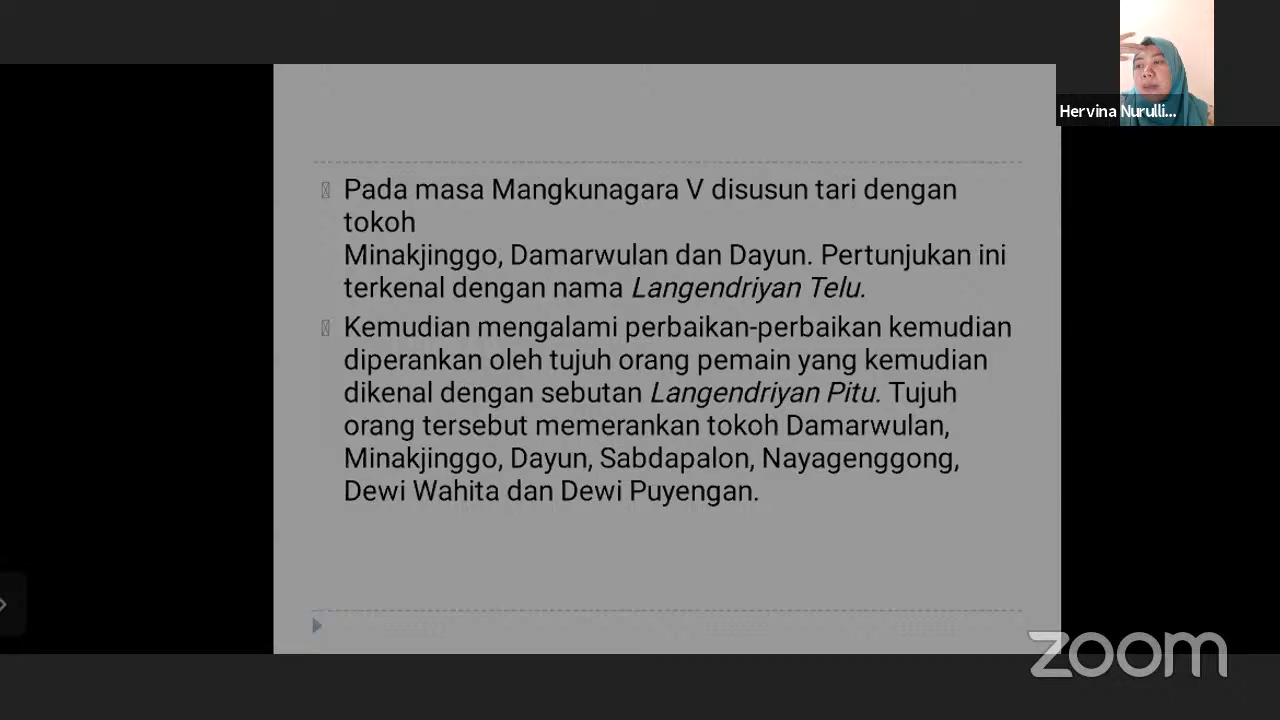 Hervina Nurulli...
Pada masa Mangkunagara V disusun tari dengan
tokoh
Minakjinggo, Damarwulan dan Dayun. Pertunjukan ini
terkenal dengan nama Langendriyan Telu.
Kemudian mengalami perbaikan-perbaikan kemudian
diperankan oleh tujuh orang pemain yang kemudian
dikenal dengan sebutan Langendriyan Pitu. Tujuh
orang tersebut memerankan tokoh Damarwulan,
Minakjinggo, Dayun, Sabdapalon, Nayagenggong,
Dewi Wahita dan Dewi Puyengan.
zoom